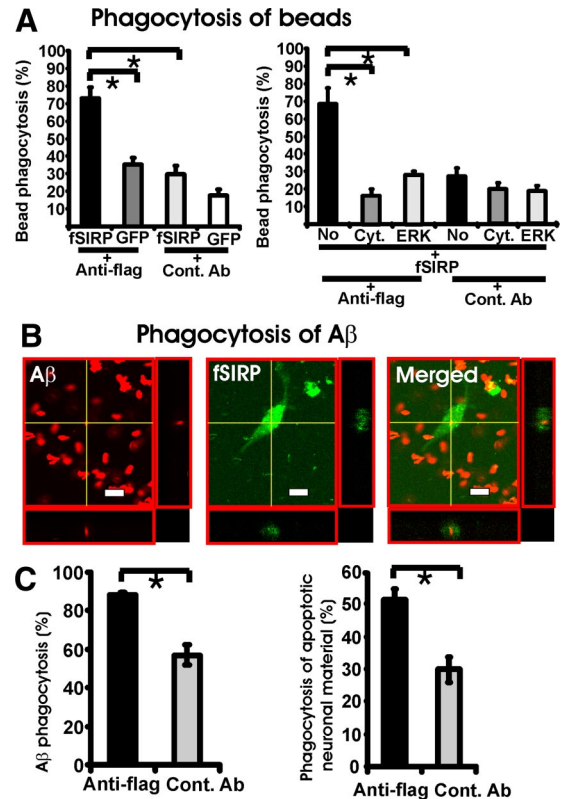 A Phagocytosis of beads
Bead phagocytosis (%)
100
90
80
70
60
50
40
30
20
10
*
*
fSIRP GFP fSIRP GFP
+ +
Anti-flag Cont. Ab
Bead phagocytosis (%)
100
90
80
70
60
50
40
30
20
10
*
*
No Cyt. ERK No Cyt. ERK
+
fSIRP
+ +
Anti-flag Cont. Ab
B Phagocytosis of Aβ
Aβ fSIRP Merged
C
Aβ phagocytosis (%)
100
80
60
40
20
0
*
Anti-flag Cont. Ab
Phagocytosis of apoptotic
neuronal material (%)
60
50
40
30
20
10
0
*
Anti-flag Cont. Ab